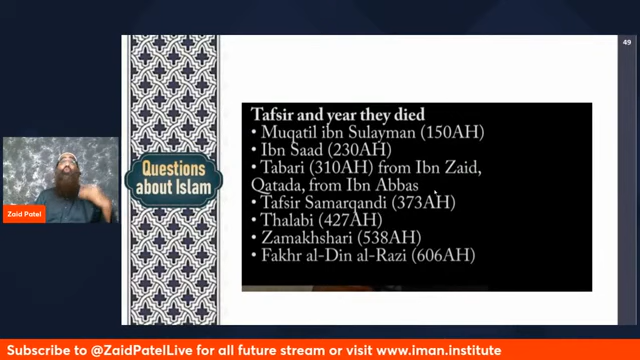 49
Tafsir and year they died
• Muqatil ibn Sulayman (150AH)
• Ibn Saad (230AH)
• Tabari (310AH) from Ibn Zaid,
Qatada, from Ibn Abbas
• Tafsir Samarqandi (373AH)
• Thalabi (427AH)
• Zamakhshari (538AH)
• Fakhr al-Din al-Razi (606AH)
Questions
about Islam
Zaid Patel
Subscribe to @ZaidPatelLive for all future stream or visit www.iman.institute